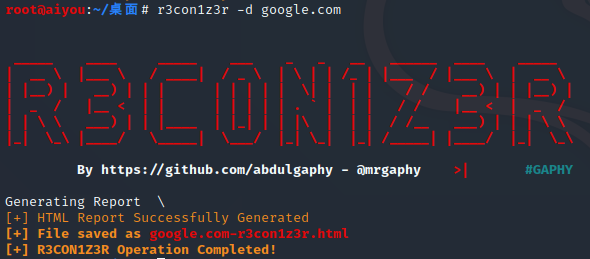 root@aiyou:~/桌面# r3con1z3r -d google.com
R3CON1Z3R
By https://github.com/abdulgaphy - @mrgaphy >| #GAPHY
Generating Report \
[+] HTML Report Successfully Generated
[+] File saved as google.com-r3con1z3r.html
[+] R3CON1Z3R Operation Completed!